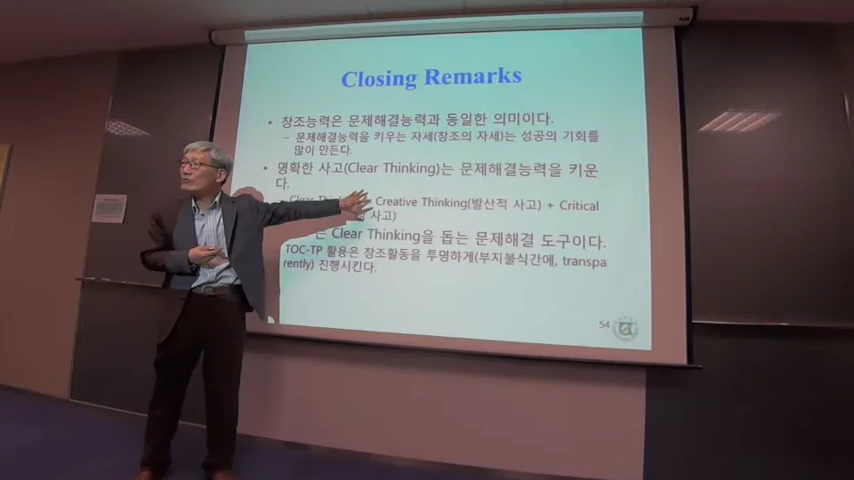 Closing Remarks
• 창조능력은 문제해결능력과 동일한 의미이다.
– 문제해결능력을 키우는 자세(창조의 자세)는 성공의 기회를
많이 만든다.
• 명확한 사고(Clear Thinking)는 문제해결능력을 키운
다.
Creative Thinking(발산적 사고) + Critical
사고)
는 Clear Thinking을 돕는 문제해결 도구이다.
TOC-TP 활용은 창조활동을 투명하게(부지불식간에, transpa
rently) 진행시킨다.
54